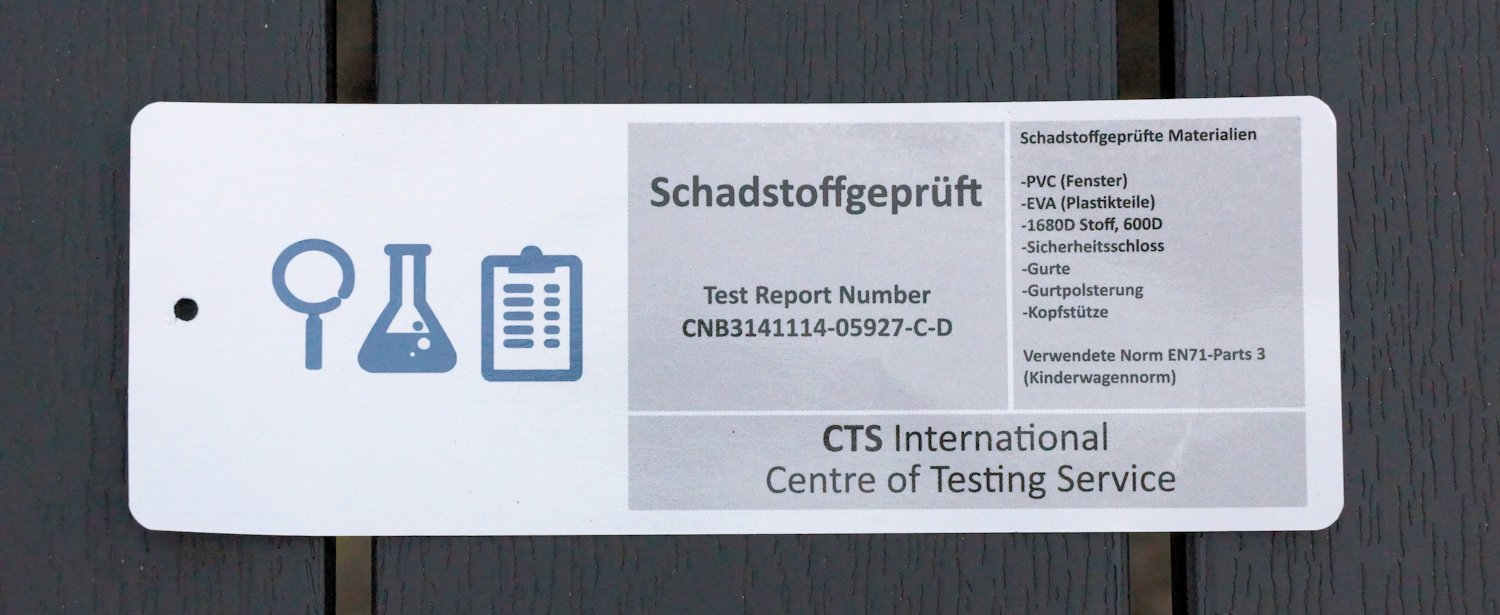 Schadstoffgeprüft
Test Report Number
CNB3141114-05927-C-D
Schadstoffgeprüfte Materialien
-PVC (Fenster)
-EVA (Plastikteile)
-1680D Stoff, 600D
-Sicherheitsschloss
-Gurte
-Gurtpolsterung
-Kopfstütze
Verwendete Norm EN71-Parts 3
(Kinderwagennorm)
CTS International
Centre of Testing Service